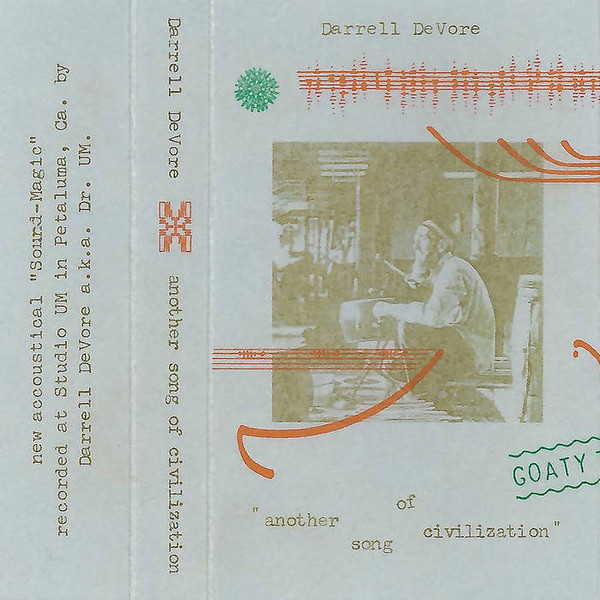 new accoustical "Sound-Magic"
recorded at Studio UM in Petaluma, Ca. by
Darrell DeVore a.k.a. Dr. UM.
Darrell DeVore another song of civilization
Darrell DeVore
GOATY
"another song of civilization"